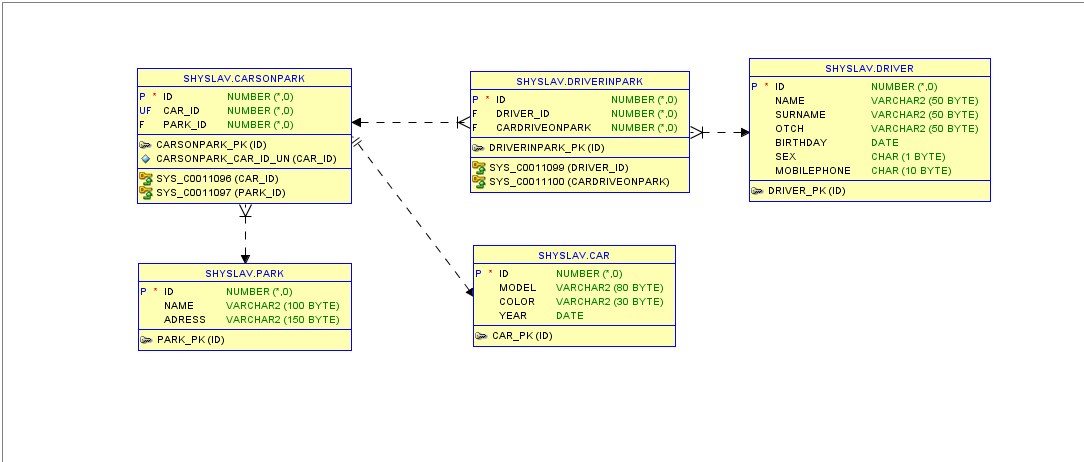 SHYSLAV.CARSONPARK
P * ID NUMBER (*,0)
UF CAR_ID NUMBER (*,0)
F PARK_ID NUMBER (*,0)
CARSONPARK_PK (ID)
CARSONPARK_CAR_ID_UN (CAR_ID)
SYS_C0011096 (CAR_ID)
SYS_C0011097 (PARK_ID)
SHYSLAV.DRIVERINPARK
P * ID NUMBER (*,0)
F DRIVER_ID NUMBER (*,0)
F CARDRIVEONPARK NUMBER (*,0)
DRIVERINPARK_PK (ID)
SYS_C0011099 (DRIVER_ID)
SYS_C0011100 (CARDRIVEONPARK)
SHYSLAV.DRIVER
P * ID NUMBER (*,0)
NAME VARCHAR2 (50 BYTE)
SURNAME VARCHAR2 (50 BYTE)
OTCH VARCHAR2 (50 BYTE)
BIRTHDAY DATE
SEX CHAR (1 BYTE)
MOBILEPHONE CHAR (10 BYTE)
DRIVER_PK (ID)
SHYSLAV.PARK
P * ID NUMBER (*,0)
NAME VARCHAR2 (100 BYTE)
ADRESS VARCHAR2 (150 BYTE)
PARK_PK (ID)
SHYSLAV.CAR
P * ID NUMBER (*,0)
MODEL VARCHAR2 (80 BYTE)
COLOR VARCHAR2 (30 BYTE)
YEAR DATE
CAR_PK (ID)